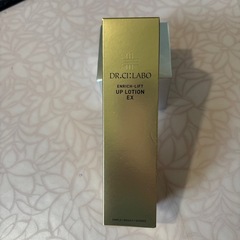 DR.CI:LABO
ENRICH-LIFT
UP LOTION
EX